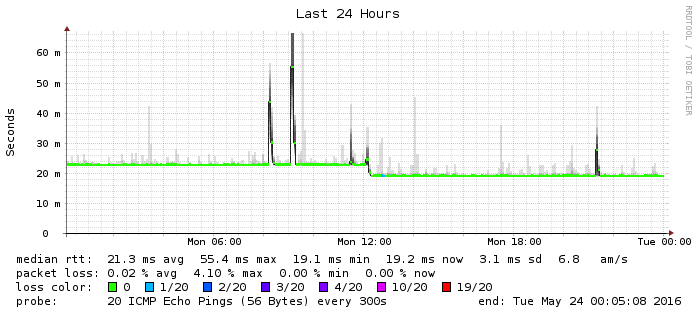 Last 24 Hours
RRDTOOL / TOBI OETIKER
Seconds
60 m
50 m
40 m
30 m
20 m
10 m
0
Mon 06:00 Mon 12:00 Mon 18:00 Tue 00:00
median rtt: 21.3 ms avg 55.4 ms max 19.1 ms min 19.2 ms now 3.1 ms sd 6.8 am/s
packet loss: 0.02 % avg 4.10 % max 0.00 % min 0.00 % now
loss color: 0 1/20 2/20 3/20 4/20 10/20 19/20
probe: 20 ICMP Echo Pings (56 Bytes) every 300s end: Tue May 24 00:05:08 2016